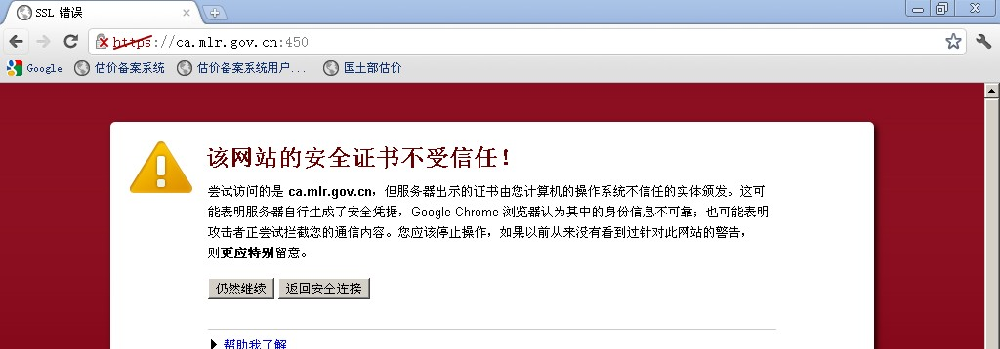 SSL 错误
https://ca.mlr.gov.cn:450
Google 估价备案系统 估价备案系统用户... 国土部估价
该网站的安全证书不受信任！
尝试访问的是 ca.mlr.gov.cn，但服务器出示的证书由您计算机的操作系统不信任的实体颁发。这可
能表明服务器自行生成了安全凭据，Google Chrome 浏览器认为其中的身份信息不可靠；也可能表明
攻击者正尝试拦截您的通信内容。您应该停止操作，如果以前从来没有看到过针对此网站的警告，
则更应特别留意。
仍然继续 返回安全连接
帮助我了解